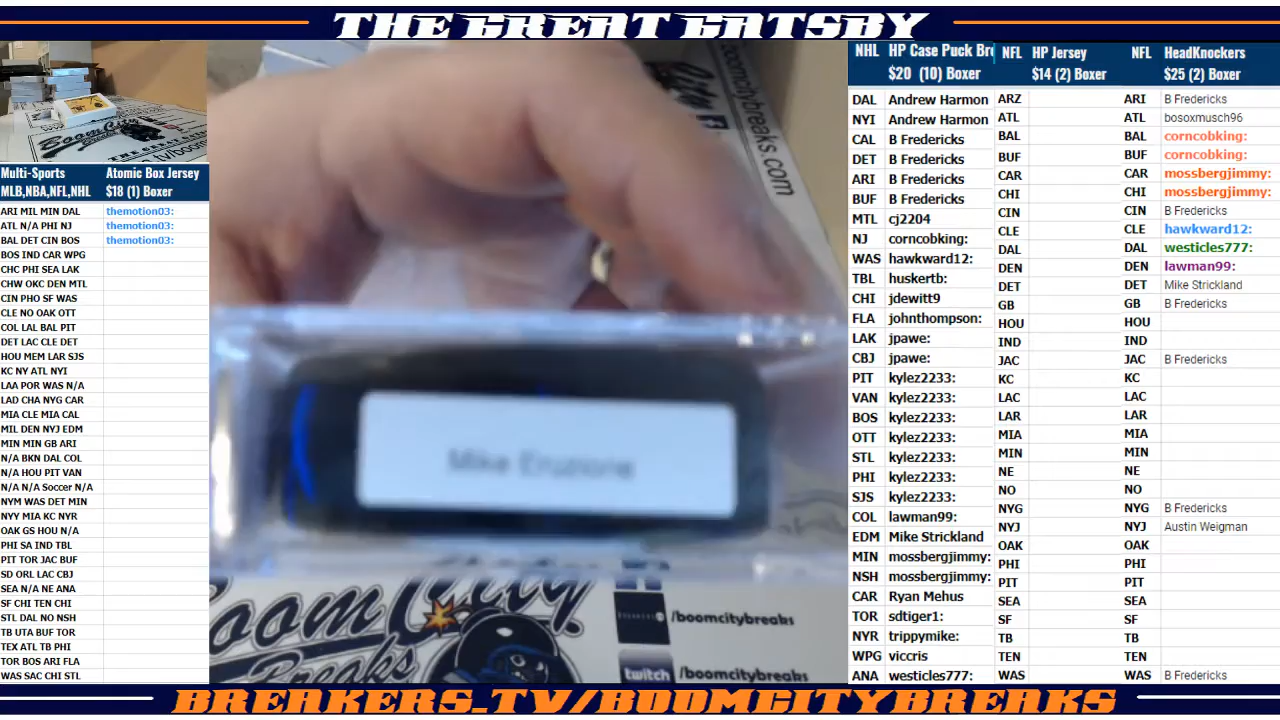 THE GREAT GATSBY
Multi-Sports Atomic Box Jersey
MLB,NBA,NFL,NHL $18 (1) Boxer
ARI MIL MIN DAL themotion03:
ATL N/A PHI NJ themotion03:
BAL DET CIN BOS themotion03:
BOS IND CAR WPG
CHC PHI SEA LAK
CHW OKC DEN MTL
CIN PHO SF WAS
CLE NO OAK OTT
COL LAL BAL PIT
DET LAC CLE DET
HOU MEM LAR SJS
KC NY ATL NYI
LAA POR WAS N/A
LAD CHA NYG CAR
MIA CLE MIA CAL
MIL DEN NYJ EDM
MIN MIN GB ARI
N/A BKN DAL COL
N/A HOU PIT VAN
N/A N/A Soccer N/A
NYM WAS DET MIN
NYY MIA KC NYR
OAK GS HOU N/A
PHI SA IND TBL
PIT TOR JAC BUF
SD ORL LAC CBJ
SEA N/A NE ANA
SF CHI TEN CHI
STL DAL NO NSH
TB UTA BUF TOR
TEX ATL TB PHI
TOR BOS ARI FLA
WAS SAC CHI STL
boomcitybreaks.com
Mike Eruzione
Boom City
Breaks
/boomcitybreaks
twitch /boomcitybreaks
NHL HP Case Puck Bre
$20 (10) Boxer
DAL Andrew Harmon
NYI Andrew Harmon
CAL B Fredericks
DET B Fredericks
ARI B Fredericks
BUF B Fredericks
MTL cj2204
NJ corncobking:
WAS hawkward12:
TBL huskertb:
CHI jdewitt9
FLA johnthompson:
LAK jpawe:
CBJ jpawe:
PIT kylez2233:
VAN kylez2233:
BOS kylez2233:
OTT kylez2233:
STL kylez2233:
PHI kylez2233:
SJS kylez2233:
COL lawman99:
EDM Mike Strickland
MIN mossbergjimmy:
NSH mossbergjimmy:
CAR Ryan Mehus
TOR sdtiger1:
NYR trippymike:
WPG viccris
ANA westicles777:
NFL HP Jersey
$14 (2) Boxer
ARZ
ATL
BAL
BUF
CAR
CHI
CIN
CLE
DAL
DEN
DET
GB
HOU
IND
JAC
KC
LAC
LAR
MIA
MIN
NE
NO
NYG
NYJ
OAK
PHI
PIT
SEA
SF
TB
TEN
WAS
NFL HeadKnockers
$25 (2) Boxer
ARI B Fredericks
ATL bosoxmusch96
BAL corncobking:
BUF corncobking:
CAR mossbergjimmy:
CHI mossbergjimmy:
CIN B Fredericks
CLE hawkward12:
DAL westicles777:
DEN lawman99:
DET Mike Strickland
GB B Fredericks
HOU
IND
JAC B Fredericks
KC
LAC
LAR
MIA
MIN
NE
NO
NYG B Fredericks
NYJ Austin Weigman
OAK
PHI
PIT
SEA
SF
TB
TEN
WAS B Fredericks
BREAKERS.TV/BOOMCITYBREAKS